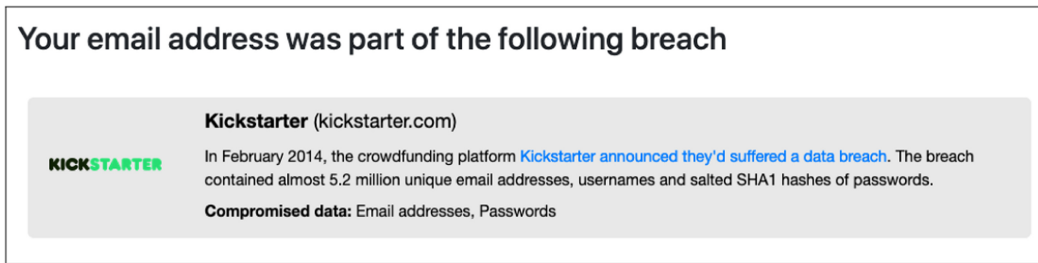 Your email address was part of the following breach
Kickstarter (kickstarter.com)
KICKSTARTER
In February 2014, the crowdfunding platform Kickstarter announced they'd suffered a data breach. The breach
contained almost 5.2 million unique email addresses, usernames and salted SHA1 hashes of passwords.
Compromised data: Email addresses, Passwords